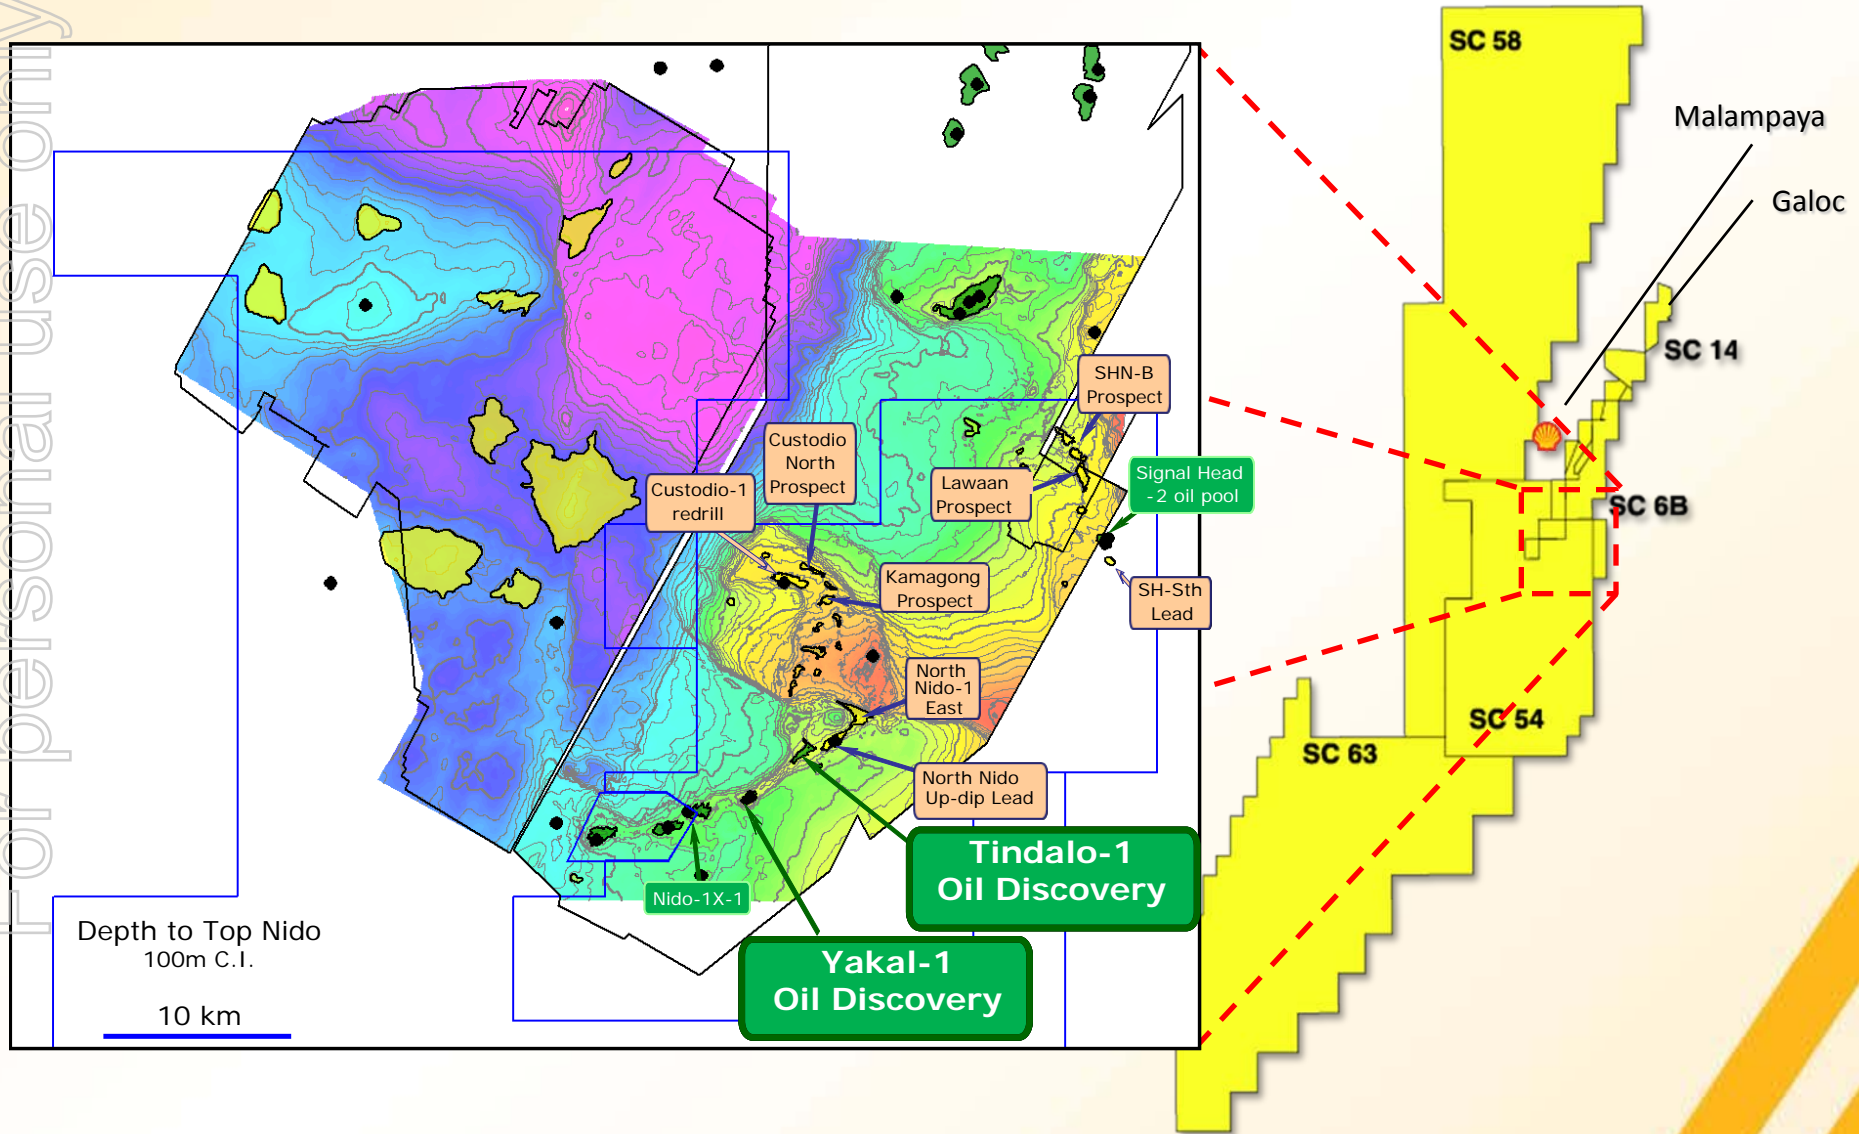 For personal use only
SC 58
Malampaya
Galoc
SC 14
SC 6B
SC 54
SC 63
SHN-B
Prospect
Custodio
North
Prospect
Custodio-1
redrill
Lawaan
Prospect
Signal Head
-2 oil pool
Kamagong
Prospect
SH-Sth
Lead
North
Nido-1
East
North Nido
Up-dip Lead
Tindalo-1
Oil Discovery
Nido-1X-1
Yakal-1
Oil Discovery
Depth to Top Nido
100m C.I.
10 km